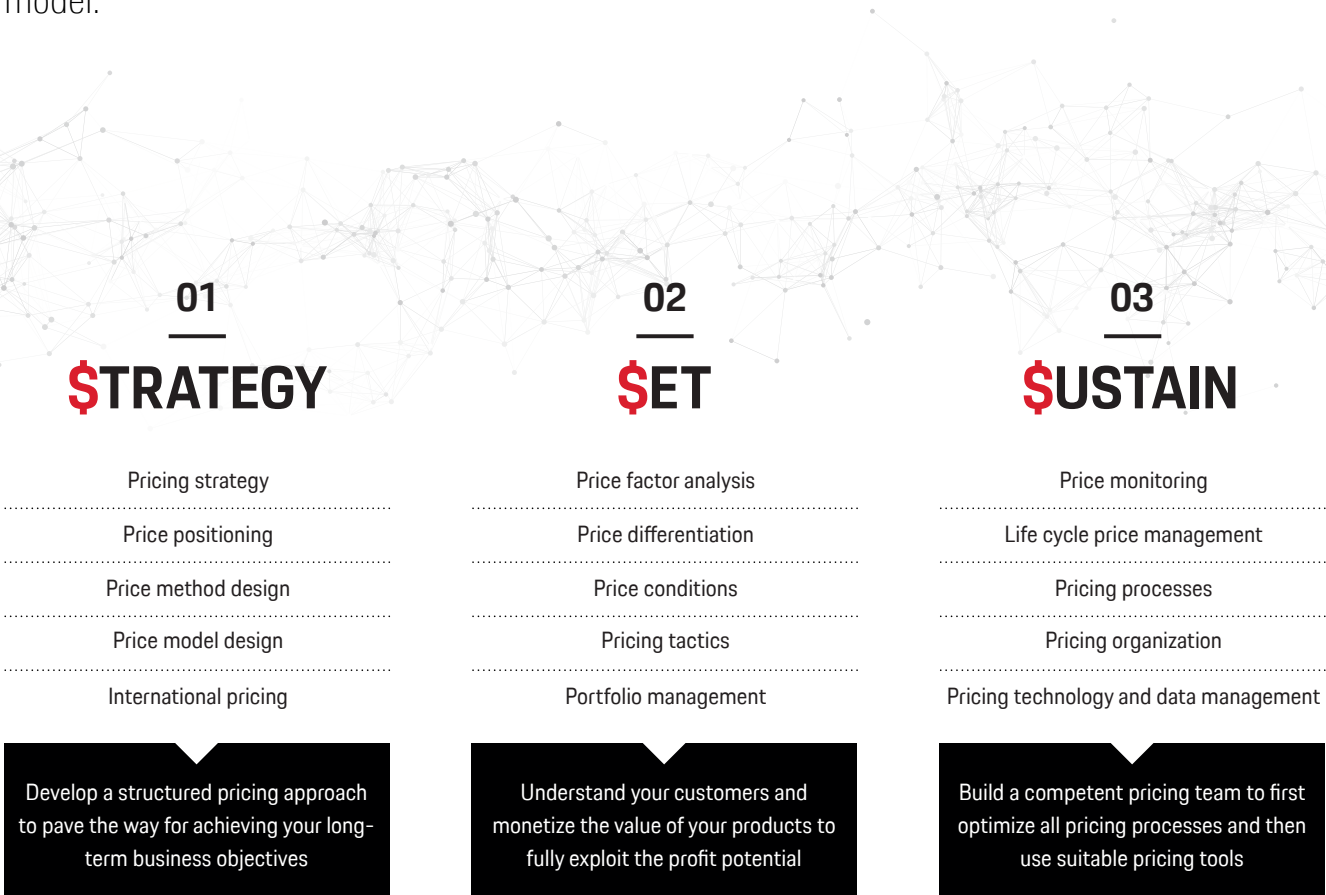 model.
01
$TRATEGY
Pricing strategy
Price positioning
Price method design
Price model design
International pricing
Develop a structured pricing approach
to pave the way for achieving your long-
term business objectives
02
$ET
Price factor analysis
Price differentiation
Price conditions
Pricing tactics
Portfolio management
Understand your customers and
monetize the value of your products to
fully exploit the profit potential
03
$USTAIN
Price monitoring
Life cycle price management
Pricing processes
Pricing organization
Pricing technology and data management
Build a competent pricing team to first
optimize all pricing processes and then
use suitable pricing tools